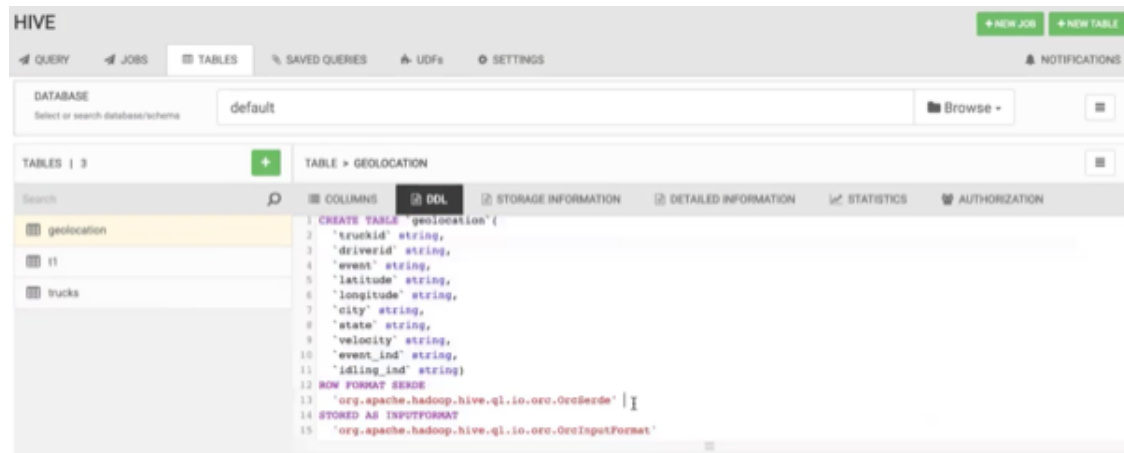 HIVE
+ NEW JOB + NEW TABLE
QUERY JOBS TABLES SAVED QUERIES UDFs SETTINGS NOTIFICATIONS
DATABASE
Select or search database/schema
default
Browse
TABLES | 3
TABLE > GEOLOCATION
Search
COLUMNS DDL STORAGE INFORMATION DETAILED INFORMATION STATISTICS AUTHORIZATION
geolocation
t1
trucks
1 CREATE TABLE `geolocation`(
2 `truckid` string,
3 `driverid` string,
4 `event` string,
5 `latitude` string,
6 `longitude` string,
7 `city` string,
8 `state` string,
9 `velocity` string,
10 `event_ind` string,
11 `idling_ind` string)
12 ROW FORMAT SERDE
13 'org.apache.hadoop.hive.ql.io.orc.OrcSerde'
14 STORED AS INPUTFORMAT
15 'org.apache.hadoop.hive.ql.io.orc.OrcInputFormat'